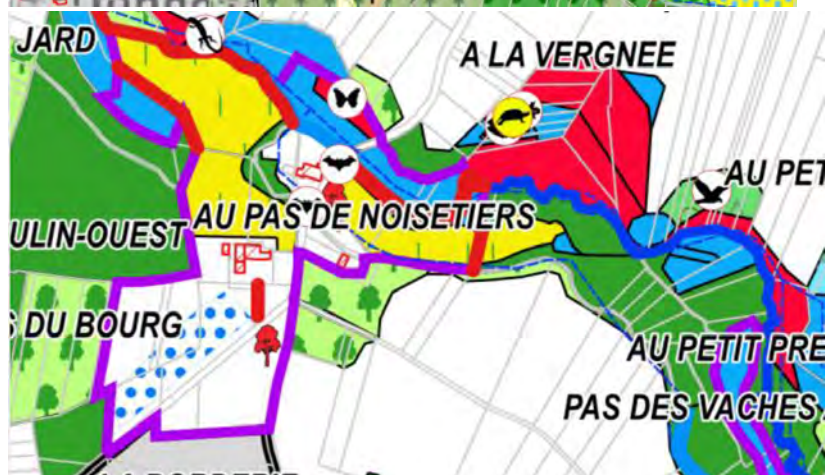 JARD
A LA VERGNEE
AU PET
ULIN-OUEST
AU PAS DE NOISETIERS
DU BOURG
AU PETIT PRE
PAS DES VACHES